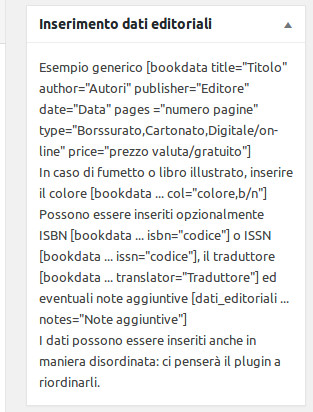 Inserimento dati editoriali
Esempio generico [bookdata title="Titolo"
author="Autori" publisher="Editore"
date="Data" pages ="numero pagine"
type="Borssurato,Cartonato,Digitale/on-
line" price="prezzo valuta/gratuito"]
In caso di fumetto o libro illustrato, inserire
il colore [bookdata ... col="colore,b/n"]
Possono essere inseriti opzionalmente
ISBN [bookdata ... isbn="codice"] o ISSN
[bookdata ... issn="codice"], il traduttore
[bookdata ... translator="Traduttore"] ed
eventuali note aggiuntive [dati_editoriali ...
notes="Note aggiuntive"]
I dati possono essere inseriti anche in
maniera disordinata: ci penserà il plugin a
riordinarli.